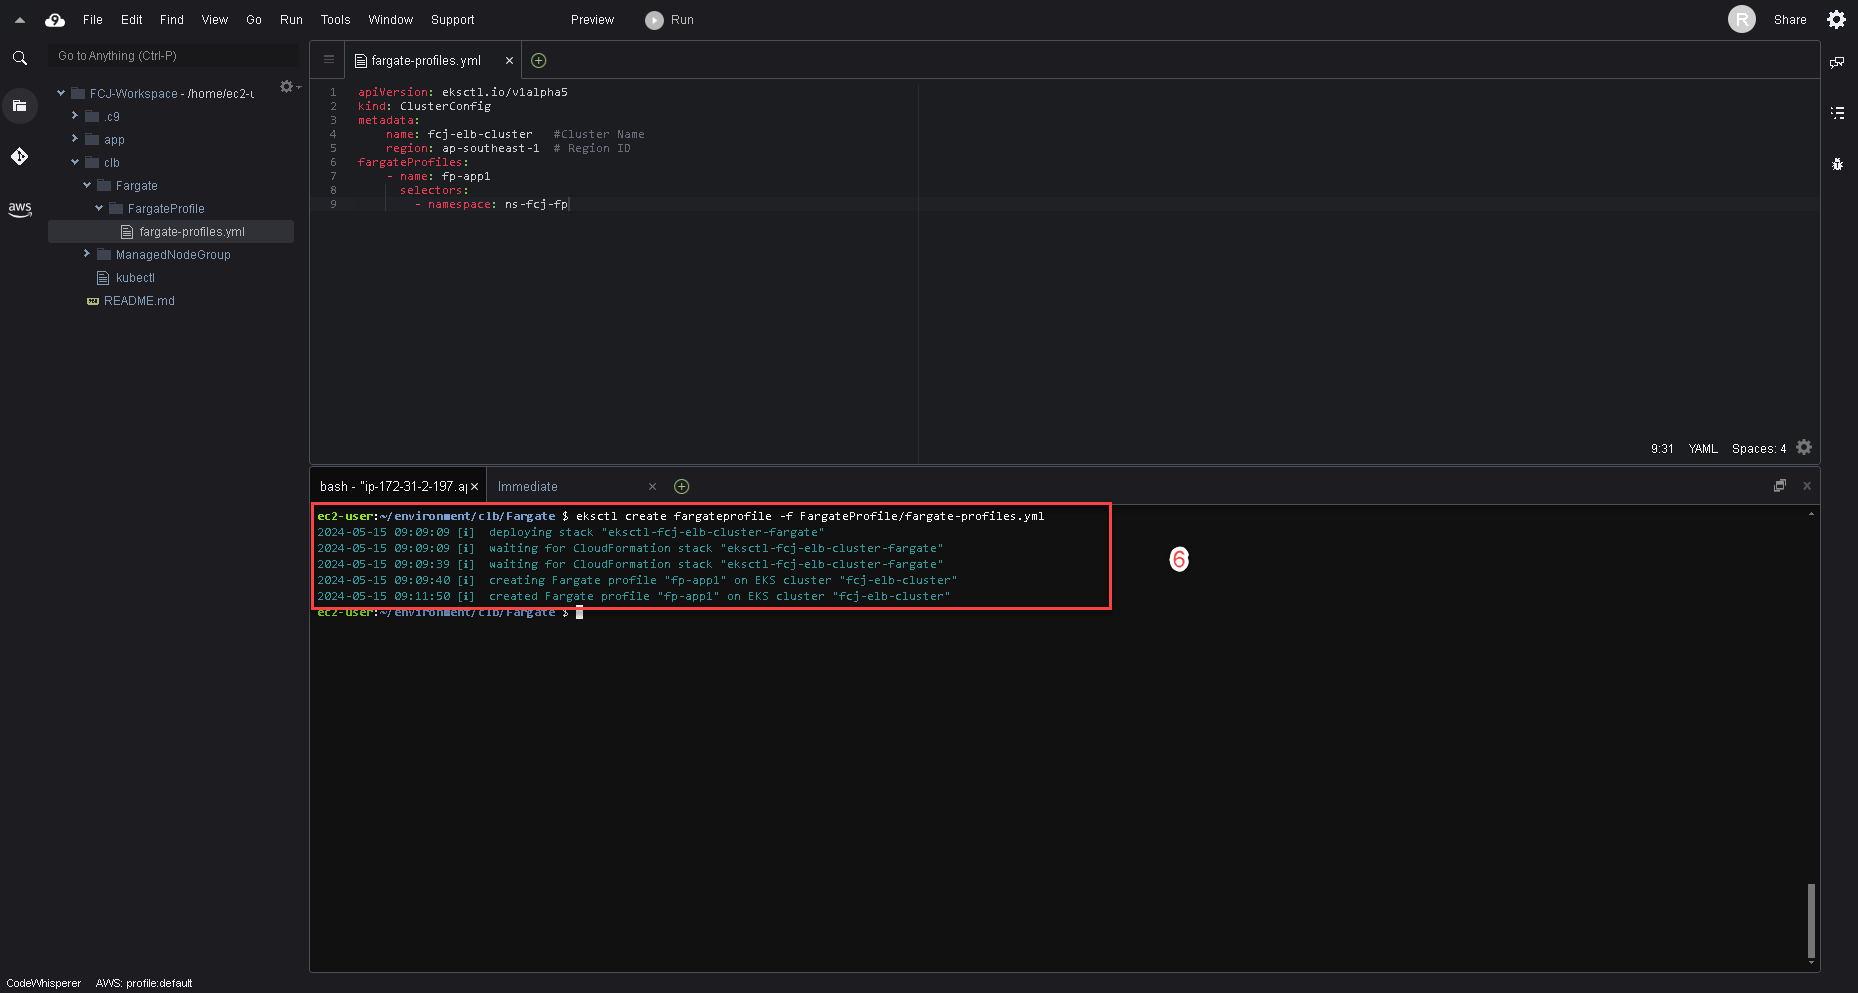 9 File Edit Find View Go Run Tools Window Support Preview Run R Share
Go to Anything (Ctrl-P)
FCJ-Workspace - /home/ec2-u
.c9
app
clb
Fargate
FargateProfile
fargate-profiles.yml
ManagedNodeGroup
kubectl
README.md
aws
fargate-profiles.yml
1 apiVersion: eksctl.io/v1alpha5
2 kind: ClusterConfig
3 metadata:
4 name: fcj-elb-cluster #Cluster Name
5 region: ap-southeast-1 # Region ID
6 fargateProfiles:
7 - name: fp-app1
8 selectors:
9 - namespace: ns-fcj-fp
9:31 YAML Spaces: 4
bash - "ip-172-31-2-197.a Immediate
ec2-user:~/environment/clb/Fargate $ eksctl create fargateprofile -f FargateProfile/fargate-profiles.yml
2024-05-15 09:09:09 [i] deploying stack "eksctl-fcj-elb-cluster-fargate"
2024-05-15 09:09:09 [i] waiting for CloudFormation stack "eksctl-fcj-elb-cluster-fargate"
2024-05-15 09:09:39 [i] waiting for CloudFormation stack "eksctl-fcj-elb-cluster-fargate"
2024-05-15 09:09:40 [i] creating Fargate profile "fp-app1" on EKS cluster "fcj-elb-cluster"
2024-05-15 09:11:50 [i] created Fargate profile "fp-app1" on EKS cluster "fcj-elb-cluster"
ec2-user:~/environment/clb/Fargate $
6
CodeWhisperer AWS: profile:default